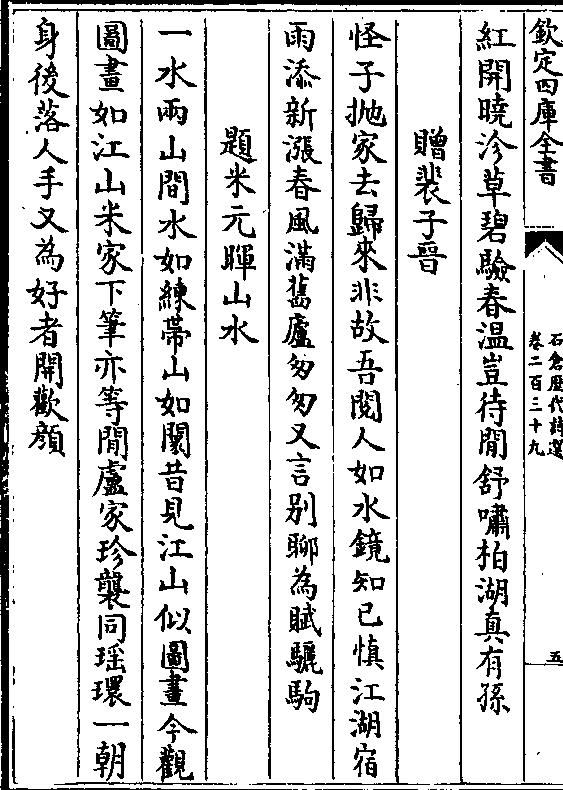 欽定四庫全書
石倉歴代詩選
卷二百三十九
五
紅開曉沴草碧驗春温豈待閒舒嘯柏湖真有孫
贈裴子晉
怪子抛家去歸來非故吾閲人如水鏡知己慎江湖宿
雨添新漲春風滿舊廬匆匆又言别聊為賦驪駒
題米元暉山水
一水兩山間水如練帶山如闤昔見江山似圖畫今觀
圖畫如江山米家下筆亦等閒盧家珍襲同瑶環一朝
身後落人手又為好者開歡顔